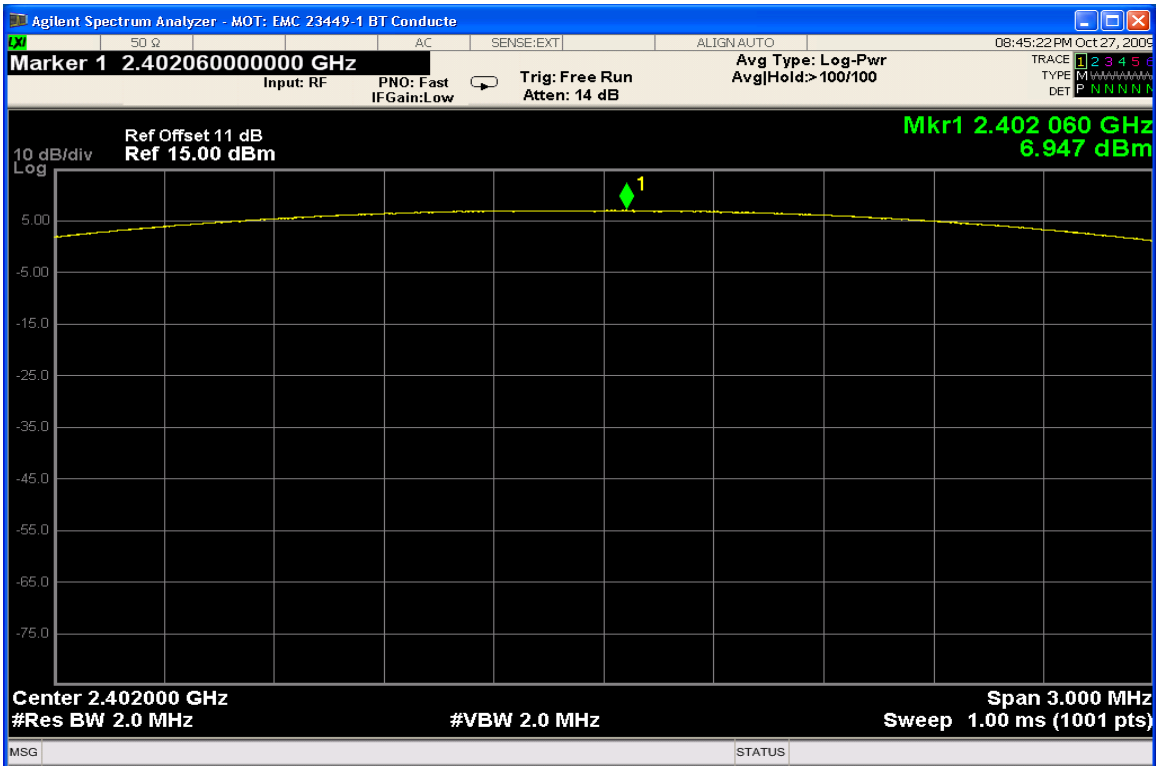 Agilent Spectrum Analyzer - MOT: EMC 23449-1 BT Conducte
LXI 50 Ω AC SENSE:EXT ALIGN AUTO 08:45:22 PM Oct 27, 2009
Marker 1 2.402060000000 GHz
Input: RF
PNO: Fast
IFGain:Low
Trig: Free Run
Atten: 14 dB
Avg Type: Log-Pwr
Avg|Hold:>100/100
TRACE 1 2 3 4 5 6
TYPE M
DET P N N N N N
Mkr1 2.402 060 GHz
6.947 dBm
Ref Offset 11 dB
10 dB/div Ref 15.00 dBm
Log
1
5.00
-5.00
-15.0
-25.0
-35.0
-45.0
-55.0
-65.0
-75.0
Center 2.402000 GHz Span 3.000 MHz
#Res BW 2.0 MHz #VBW 2.0 MHz Sweep 1.00 ms (1001 pts)
MSG STATUS